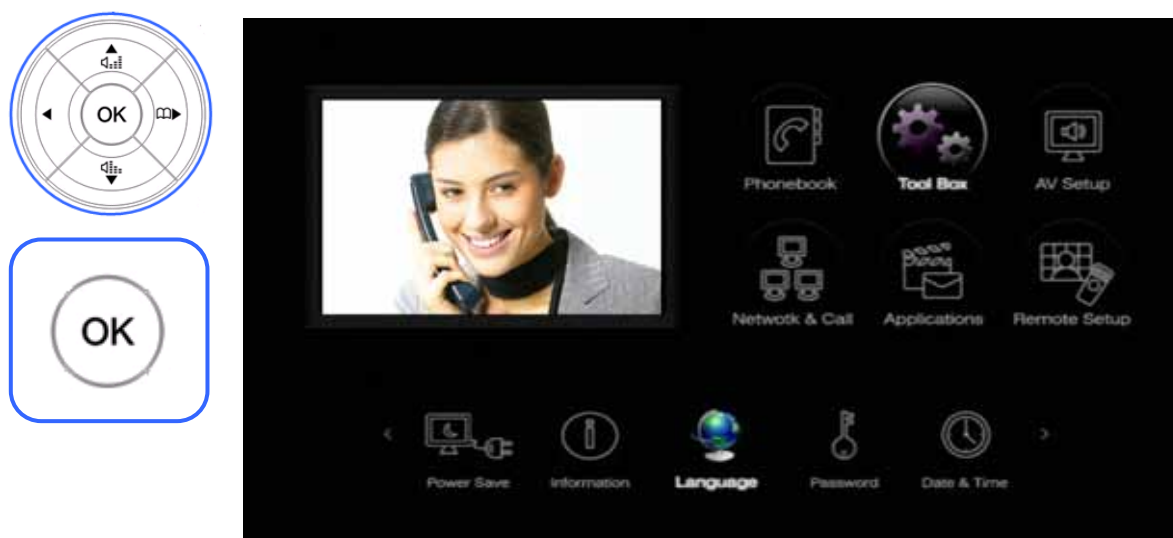 OK
OK
Phonebook
Tool Box
AV Setup
Netwotk & Call
Applications
Remote Setup
Power Save
Information
Language
Password
Date & Time